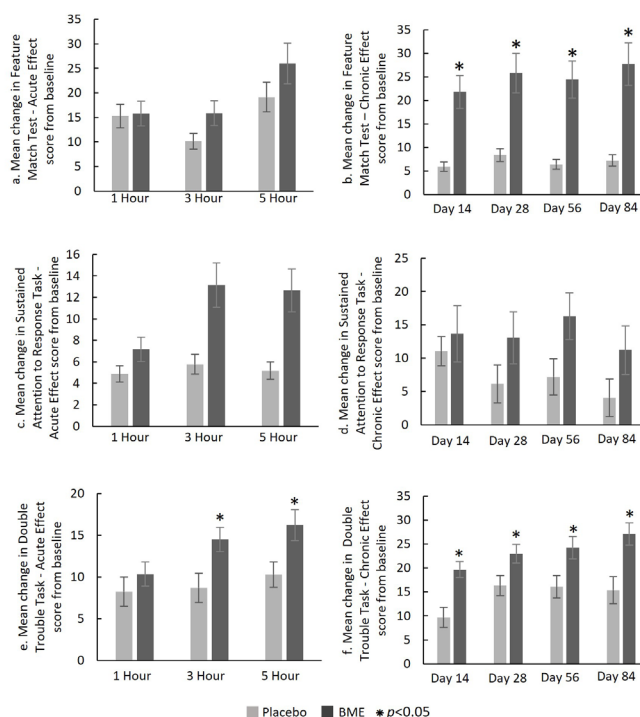 a. Mean change in Feature
Match Test - Acute Effect
score from baseline
35
30
25
20
15
10
5
0
1 Hour 3 Hour 5 Hour
b. Mean change in Feature
Match Test – Chronic Effect
score from baseline
35
30
25
20
15
10
5
0
* * * *
Day 14 Day 28 Day 56 Day 84
c. Mean change in Sustained
Attention to Response Task -
Acute Effect score from baseline
16
14
12
10
8
6
4
2
0
1 Hour 3 Hour 5 Hour
d. Mean change in Sustained
Attention to Response Task -
Chronic Effect score from baseline
25
20
15
10
5
0
Day 14 Day 28 Day 56 Day 84
e. Mean change in Double
Trouble Task - Acute Effect
score from baseline
20
15
10
5
0
* *
1 Hour 3 Hour 5 Hour
f. Mean change in Double
Trouble Task - Chronic Effect
score from baseline
35
30
25
20
15
10
5
0
* * * *
Day 14 Day 28 Day 56 Day 84
Placebo BME * p<0.05